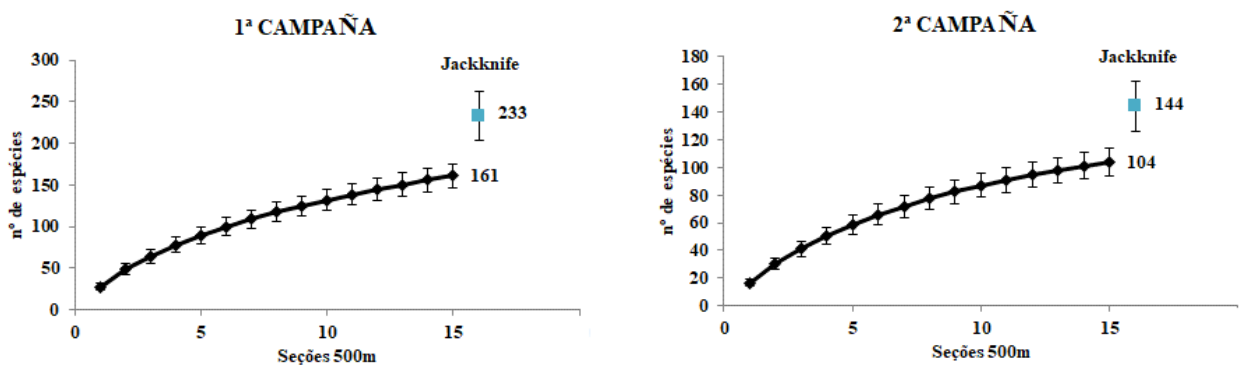 1ª CAMPAÑA
nº de espécies
300
250
200
150
100
50
0
Jackknife
233
161
0 5 10 15
Seções 500m
2ª CAMPAÑA
nº de espécies
180
160
140
120
100
80
60
40
20
0
Jackknife
144
104
0 5 10 15
Seções 500m